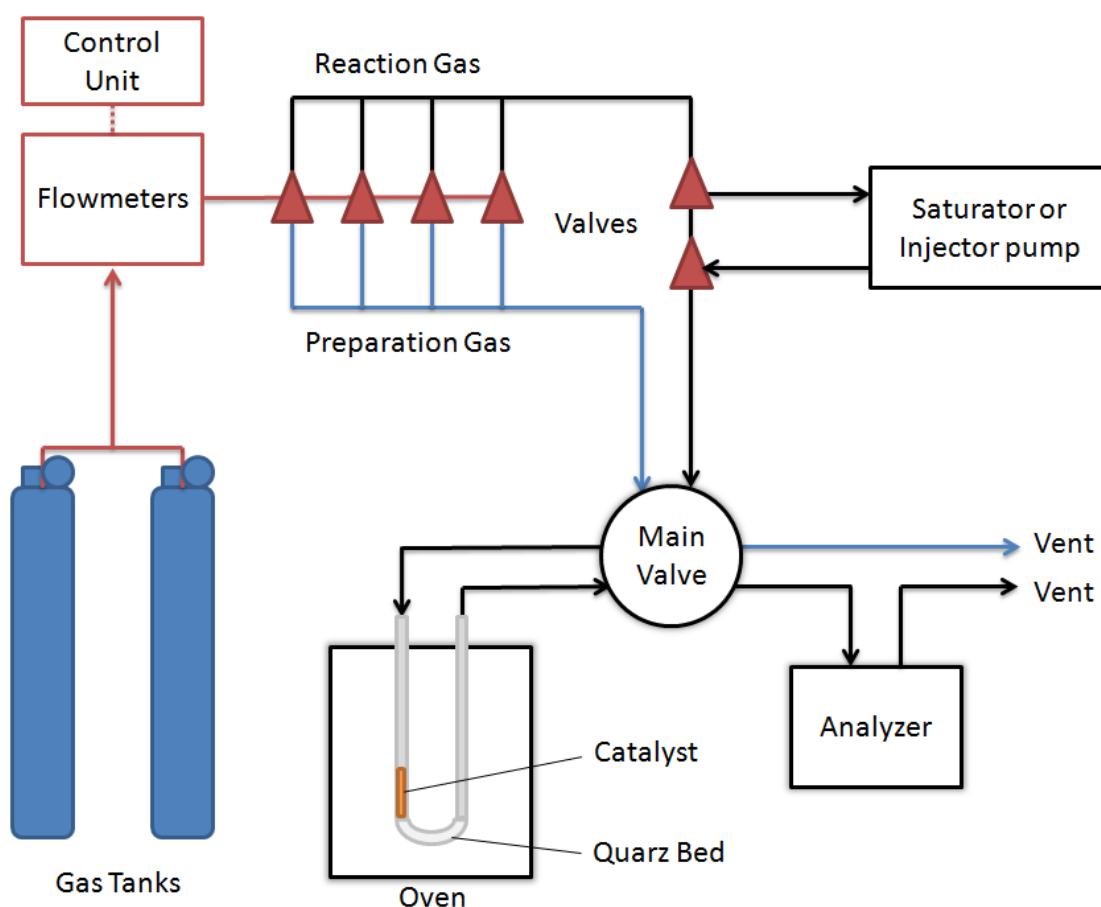 Control
Unit
Reaction Gas
Flowmeters
Valves
Saturator or
Injector pump
Preparation Gas
Main
Valve
Vent
Vent
Analyzer
Catalyst
Quarz Bed
Gas Tanks
Oven